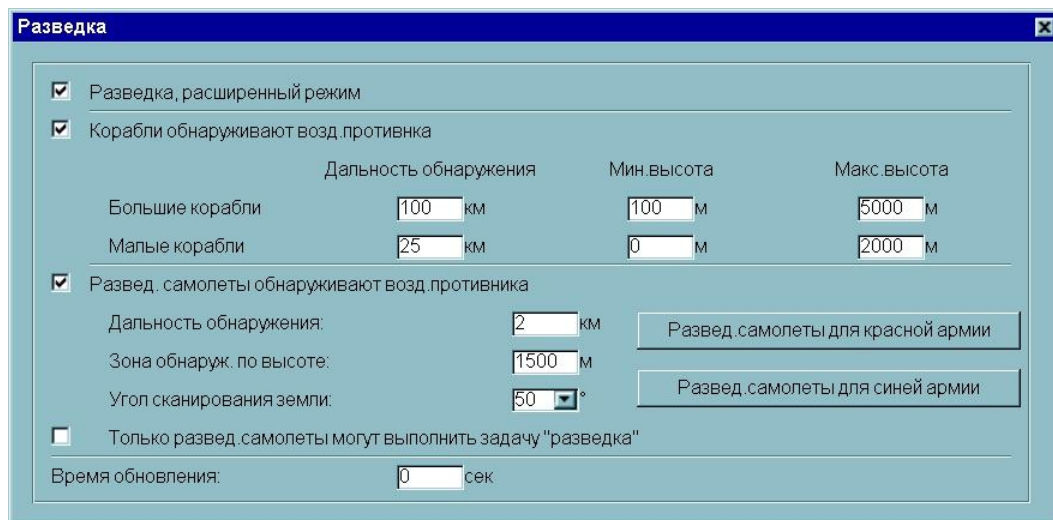 Разведка
Разведка, расширенный режим
Корабли обнаруживают возд.противнка
Дальность обнаружения Мин.высота Макс.высота
Большие корабли 100 км 100 м 5000 м
Малые корабли 25 км 0 м 2000 м
Развед. самолеты обнаруживают возд.противника
Дальность обнаружения: 2 км Развед.самолеты для красной армии
Зона обнаруж. по высоте: 1500 м
Угол сканирования земли: 50 ° Развед.самолеты для синей армии
Только развед.самолеты могут выполнить задачу "разведка"
Время обновления: 0 сек